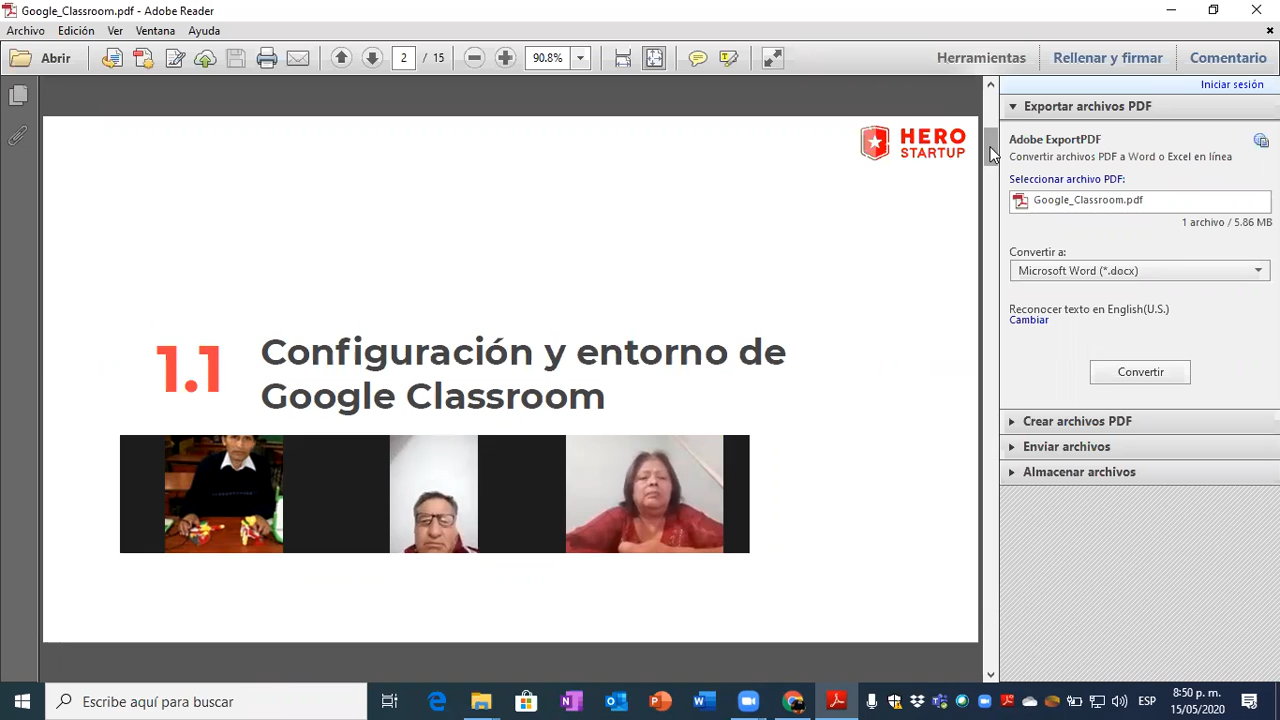 Google_Classroom.pdf - Adobe Reader
Archivo Edición Ver Ventana Ayuda
Abrir 2 / 15 90.8% Herramientas Rellenar y firmar Comentario
Iniciar sesión
Exportar archivos PDF
Adobe ExportPDF
Convertir archivos PDF a Word o Excel en línea
Seleccionar archivo PDF:
Google_Classroom.pdf
1 archivo / 5.86 MB
Convertir a:
Microsoft Word (*.docx)
Reconocer texto en English(U.S.)
Cambiar
Convertir
Crear archivos PDF
Enviar archivos
Almacenar archivos
HERO
STARTUP
1.1 Configuración y entorno de
Google Classroom
Escribe aquí para buscar
ESP
8:50 p. m.
15/05/2020